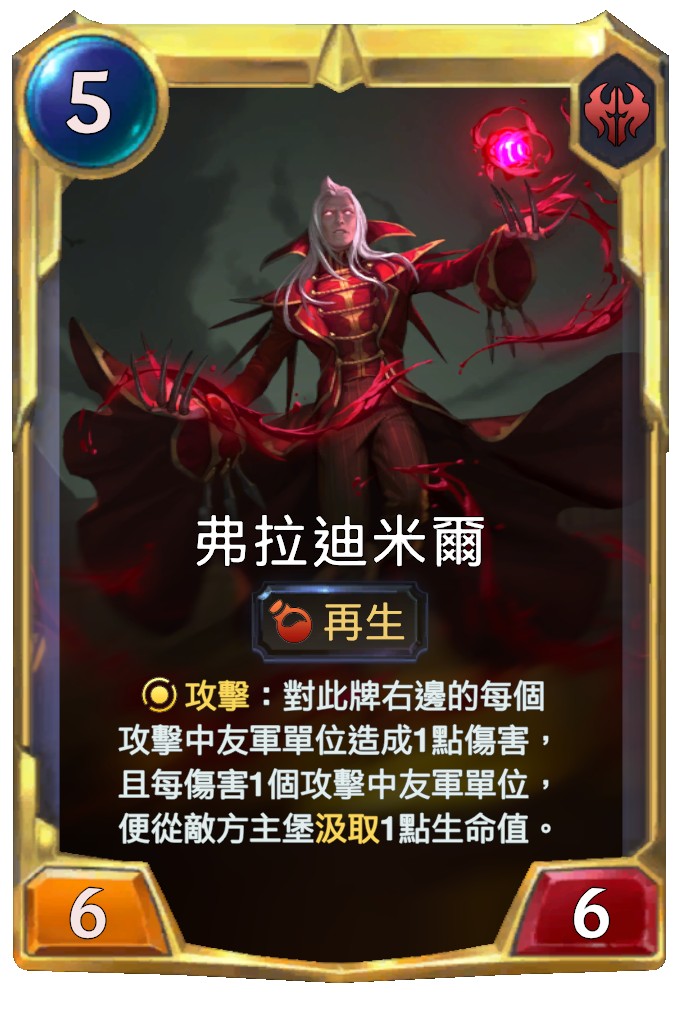 5
弗拉迪米爾
再生
攻擊：對此牌右邊的每個
攻擊中友軍單位造成1點傷害，
且每傷害1個攻擊中友軍單位，
便從敵方主堡汲取1點生命值。
6
6